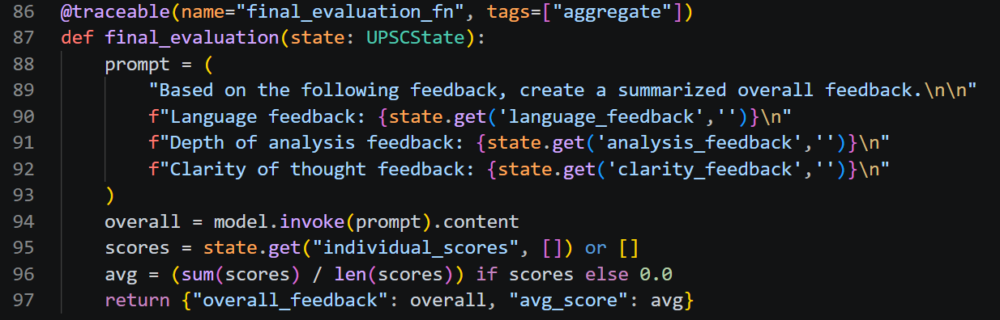 86 @traceable(name="final_evaluation_fn", tags=["aggregate"])
87 def final_evaluation(state: UPSCState):
88     prompt = (
89         "Based on the following feedback, create a summarized overall feedback.\n\n"
90         f"Language feedback: {state.get('language_feedback','')}\n"
91         f"Depth of analysis feedback: {state.get('analysis_feedback','')}\n"
92         f"Clarity of thought feedback: {state.get('clarity_feedback','')}\n"
93     )
94     overall = model.invoke(prompt).content
95     scores = state.get("individual_scores", []) or []
96     avg = (sum(scores) / len(scores)) if scores else 0.0
97     return {"overall_feedback": overall, "avg_score": avg}